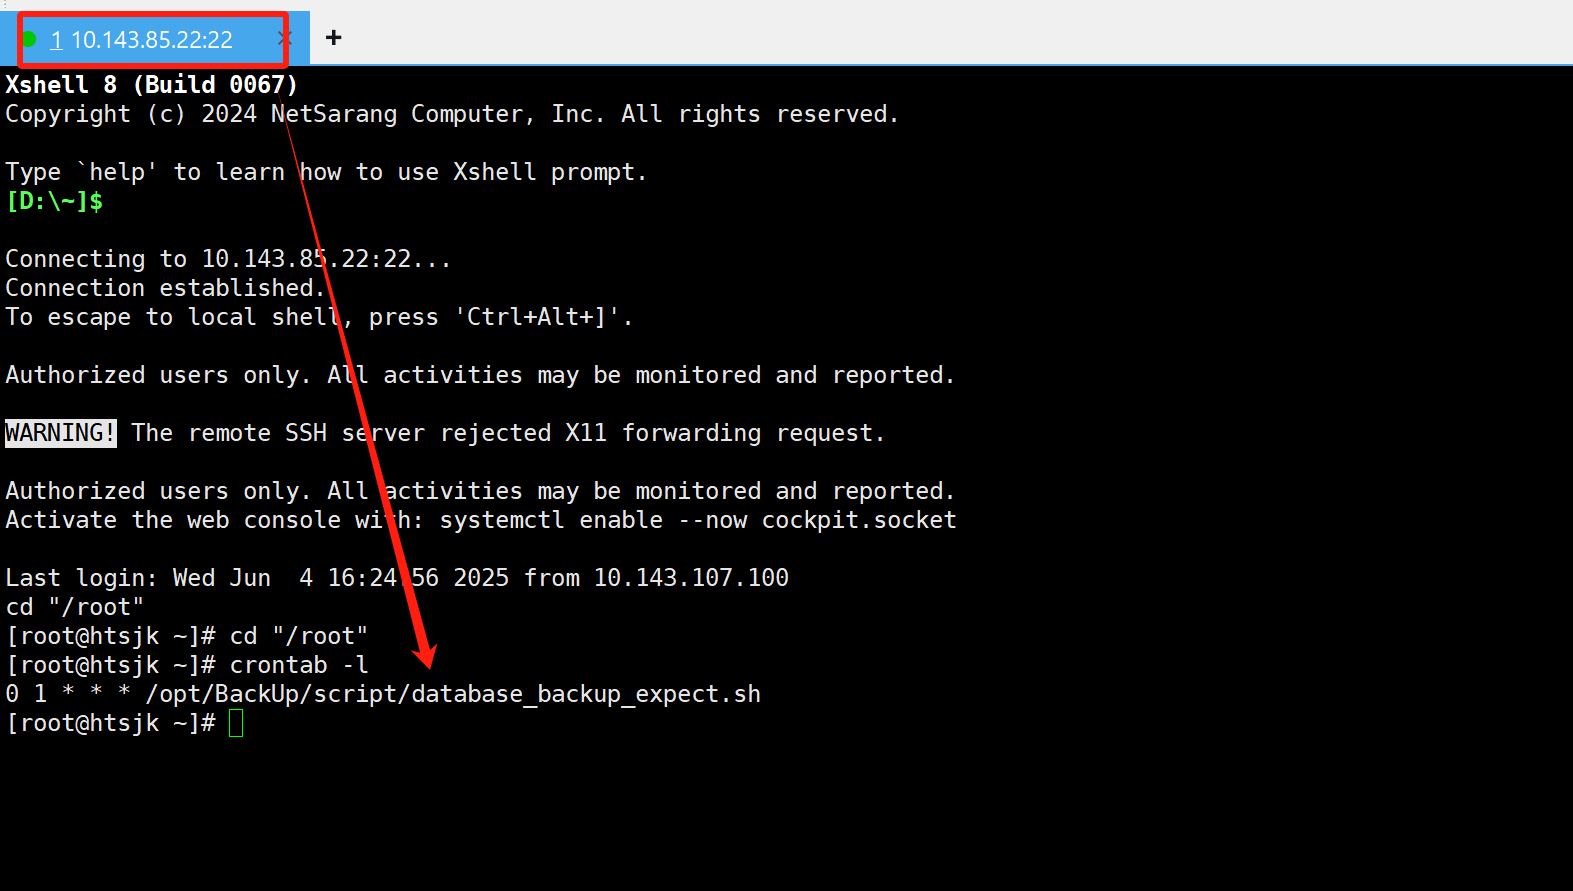 1 10.143.85.22:22 × +
Xshell 8 (Build 0067)
Copyright (c) 2024 NetSarang Computer, Inc. All rights reserved.
Type `help' to learn how to use Xshell prompt.
[D:\~]$
Connecting to 10.143.85.22:22...
Connection established.
To escape to local shell, press 'Ctrl+Alt+]'.
Authorized users only. All activities may be monitored and reported.
WARNING! The remote SSH server rejected X11 forwarding request.
Authorized users only. All activities may be monitored and reported.
Activate the web console with: systemctl enable --now cockpit.socket
Last login: Wed Jun  4 16:24:56 2025 from 10.143.107.100
cd "/root"
[root@htsjk ~]# cd "/root"
[root@htsjk ~]# crontab -l
0 1 * * * /opt/BackUp/script/database_backup_expect.sh
[root@htsjk ~]#